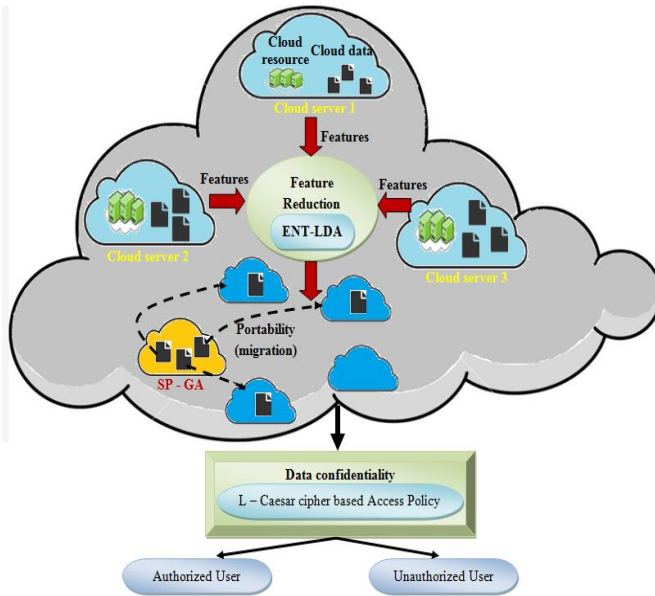 Cloud
resource
Cloud data
Cloud server 1
Features
Features
Feature
Reduction
ENT-LDA
Features
Cloud server 2
Cloud server 3
Portability
(migration)
SP - GA
Data confidentiality
L – Caesar cipher based Access Policy
Authorized User
Unauthorized User